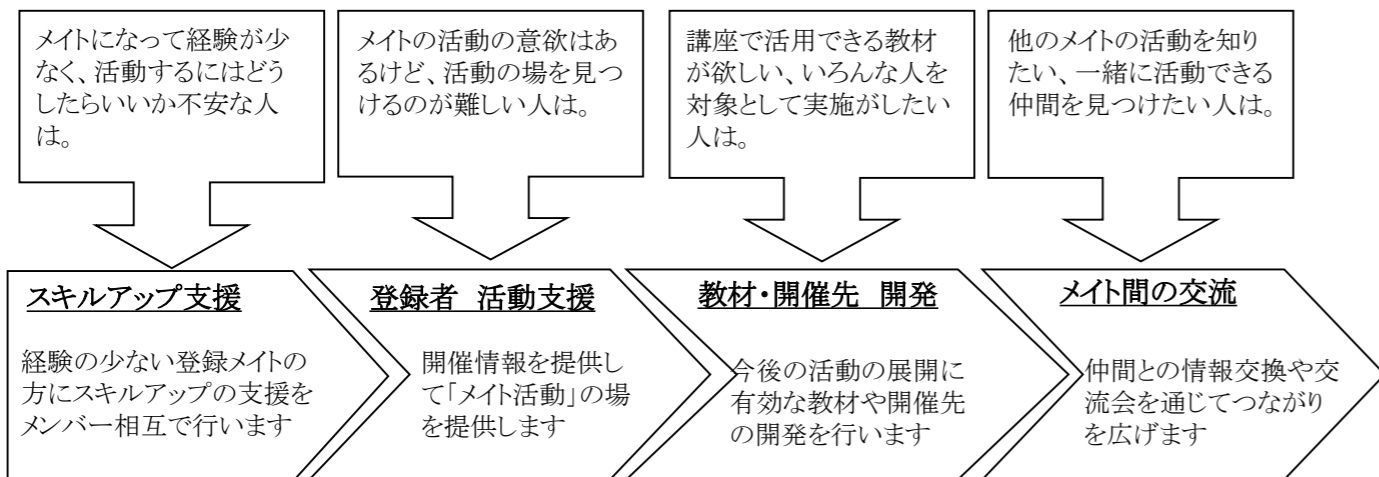 メイトになって経験が少
なく、活動するにはどう
したらいいか不安な人
は。
メイトの活動の意欲はあ
るけど、活動の場を見つ
けるのが難しい人は。
講座で活用できる教材
が欲しい、いろんな人を
対象として実施がしたい
人は。
他のメイトの活動を知り
たい、一緒に活動できる
仲間を見つけたい人は。
スキルアップ支援
経験の少ない登録メイトの
方にスキルアップの支援を
メンバー相互で行います
登録者 活動支援
開催情報を提供し
て「メイト活動」の場
を提供します
教材・開催先 開発
今後の活動の展開に
有効な教材や開催先
の開発を行います
メイト間の交流
仲間との情報交換や交
流会を通じてつながり
を広げます